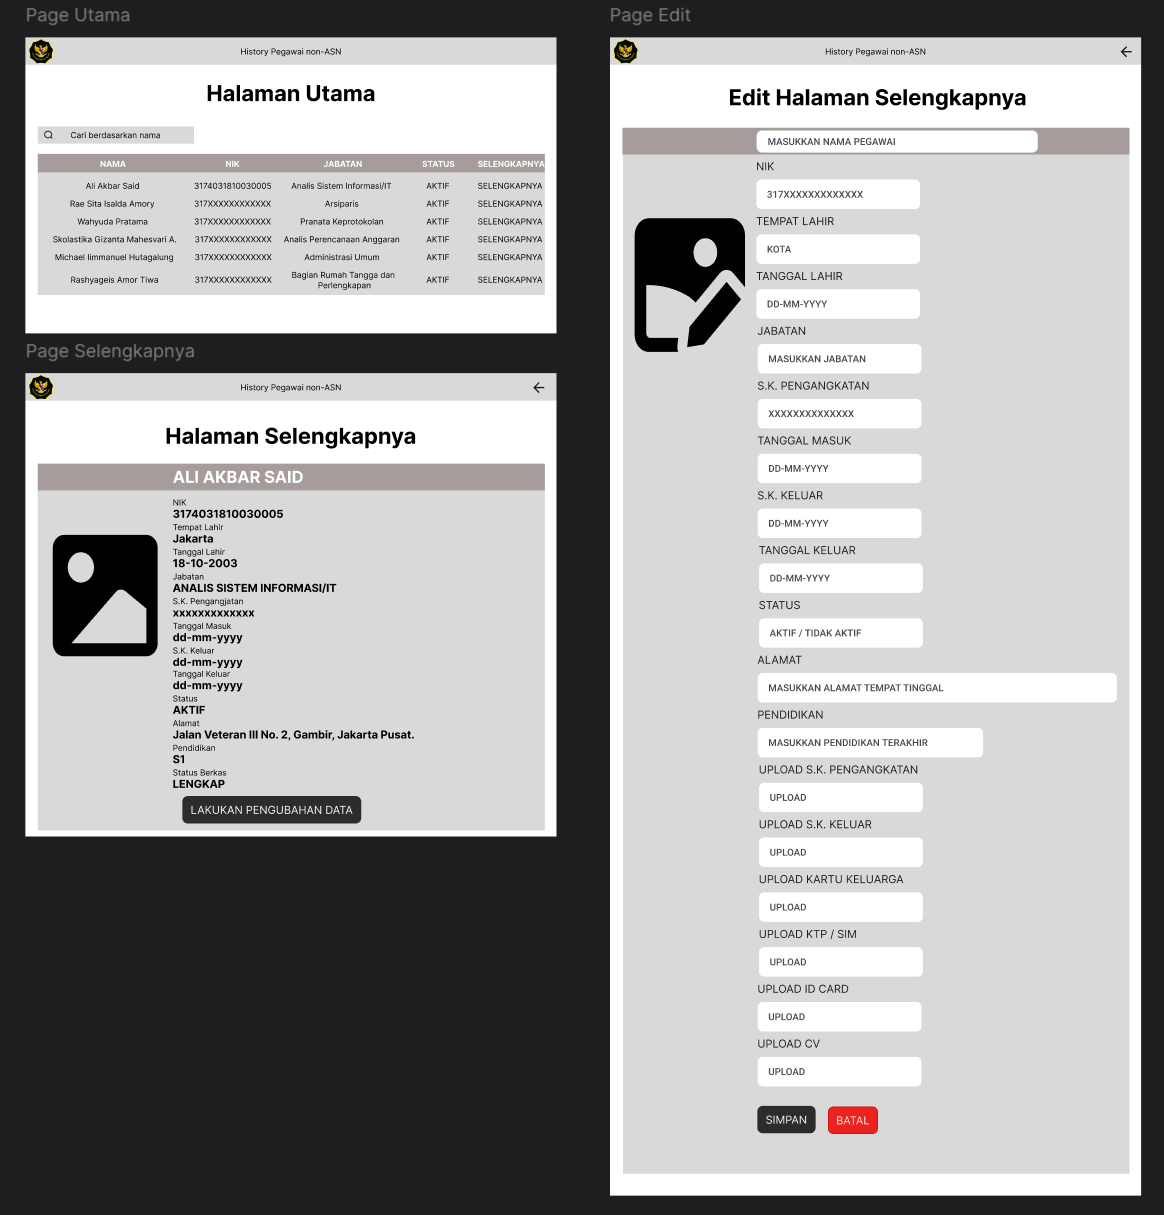 Page Utama
History Pegawai non-ASN
Halaman Utama
Cari berdasarkan nama
NAMA NIK JABATAN STATUS SELENGKAPNYA
Ali Akbar Said 3174031810030005 Analis Sistem Informasi/IT AKTIF SELENGKAPNYA
Rae Sita Isalda Amory 317XXXXXXXXXXXX Arsiparis AKTIF SELENGKAPNYA
Wahyuda Pratama 317XXXXXXXXXXXX Pranata Keprotokolan AKTIF SELENGKAPNYA
Skolastika Gizanta Mahesvari A. 317XXXXXXXXXXXX Analis Perencanaan Anggaran AKTIF SELENGKAPNYA
Michael Iimmanuel Hutagalung 317XXXXXXXXXXXX Administrasi Umum AKTIF SELENGKAPNYA
Rashyageis Amor Tiwa 317XXXXXXXXXXXX Bagian Rumah Tangga dan Perlengkapan AKTIF SELENGKAPNYA
Page Selengkapnya
History Pegawai non-ASN
Halaman Selengkapnya
ALI AKBAR SAID
NIK
3174031810030005
Tempat Lahir
Jakarta
Tanggal Lahir
18-10-2003
Jabatan
ANALIS SISTEM INFORMASI/IT
S.K. Pengangjatan
xxxxxxxxxxxxx
Tanggal Masuk
dd-mm-yyyy
S.K. Keluar
dd-mm-yyyy
Tanggal Keluar
dd-mm-yyyy
Status
AKTIF
Alamat
Jalan Veteran III No. 2, Gambir, Jakarta Pusat.
Pendidikan
S1
Status Berkas
LENGKAP
LAKUKAN PENGUBAHAN DATA
Page Edit
History Pegawai non-ASN
Edit Halaman Selengkapnya
MASUKKAN NAMA PEGAWAI
NIK
317XXXXXXXXXXXXX
TEMPAT LAHIR
KOTA
TANGGAL LAHIR
DD-MM-YYYY
JABATAN
MASUKKAN JABATAN
S.K. PENGANGKATAN
XXXXXXXXXXXXXX
TANGGAL MASUK
DD-MM-YYYY
S.K. KELUAR
DD-MM-YYYY
TANGGAL KELUAR
DD-MM-YYYY
STATUS
AKTIF / TIDAK AKTIF
ALAMAT
MASUKKAN ALAMAT TEMPAT TINGGAL
PENDIDIKAN
MASUKKAN PENDIDIKAN TERAKHIR
UPLOAD S.K. PENGANGKATAN
UPLOAD
UPLOAD S.K. KELUAR
UPLOAD
UPLOAD KARTU KELUARGA
UPLOAD
UPLOAD KTP / SIM
UPLOAD
UPLOAD ID CARD
UPLOAD
UPLOAD CV
UPLOAD
SIMPAN BATAL